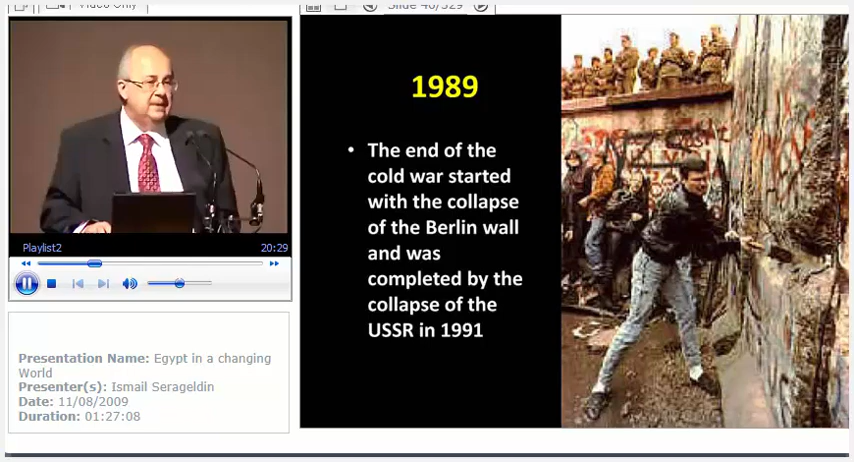 Video Only
Slide 40/329
Playlist2
20:29
Presentation Name: Egypt in a changing
World
Presenter(s): Ismail Serageldin
Date: 11/08/2009
Duration: 01:27:08
1989
• The end of the
cold war started
with the collapse
of the Berlin wall
and was
completed by the
collapse of the
USSR in 1991